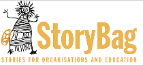 StoryBag
STORIES FOR ORGANISATIONS AND EDUCATION